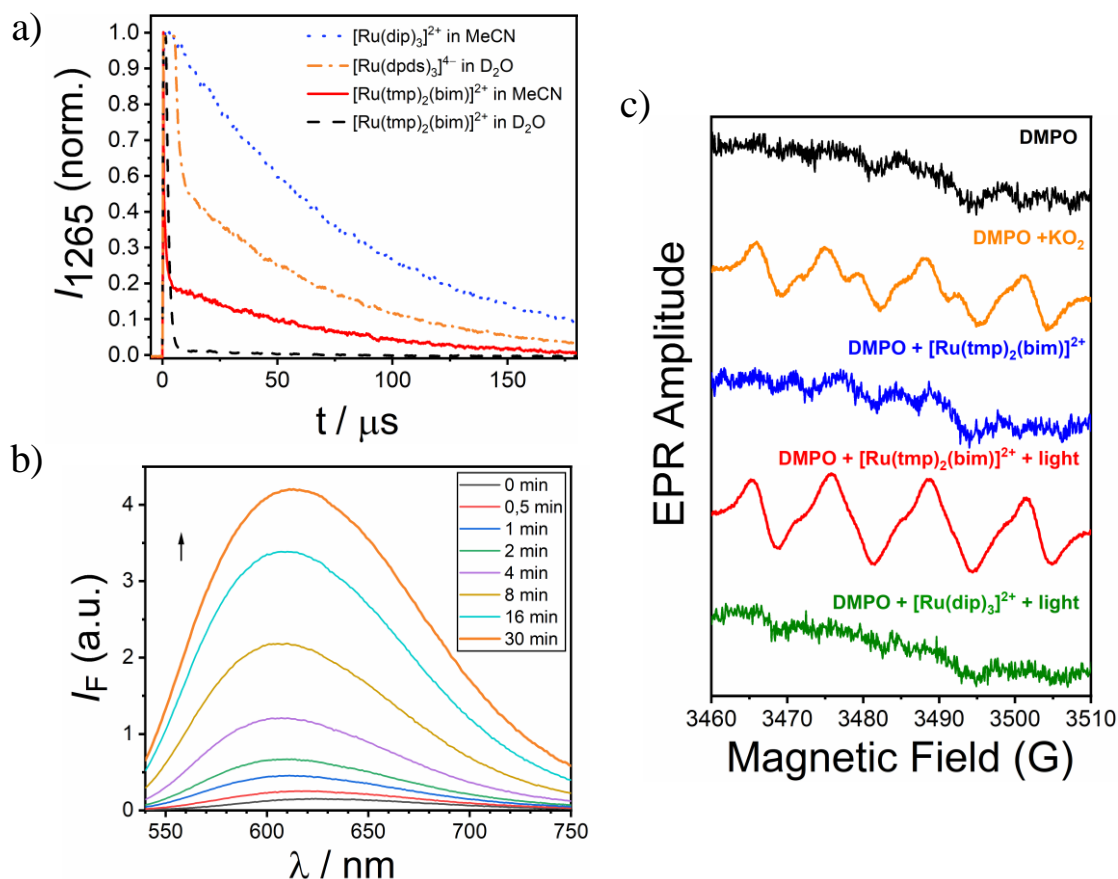 a)
I1265 (norm.)
1.0
0.9
0.8
0.7
0.6
0.5
0.4
0.3
0.2
0.1
0.0
[Ru(dip)3]2+ in MeCN
[Ru(dpds)3]4− in D2O
[Ru(tmp)2(bim)]2+ in MeCN
[Ru(tmp)2(bim)]2+ in D2O
0 50 100 150
t / μs
b)
IF (a.u.)
4
3
2
1
0
0 min
0,5 min
1 min
2 min
4 min
8 min
16 min
30 min
550 600 650 700 750
λ / nm
c)
EPR Amplitude
DMPO
DMPO +KO2
DMPO + [Ru(tmp)2(bim)]2+
DMPO + [Ru(tmp)2(bim)]2+ + light
DMPO + [Ru(dip)3]2+ + light
3460 3470 3480 3490 3500 3510
Magnetic Field (G)